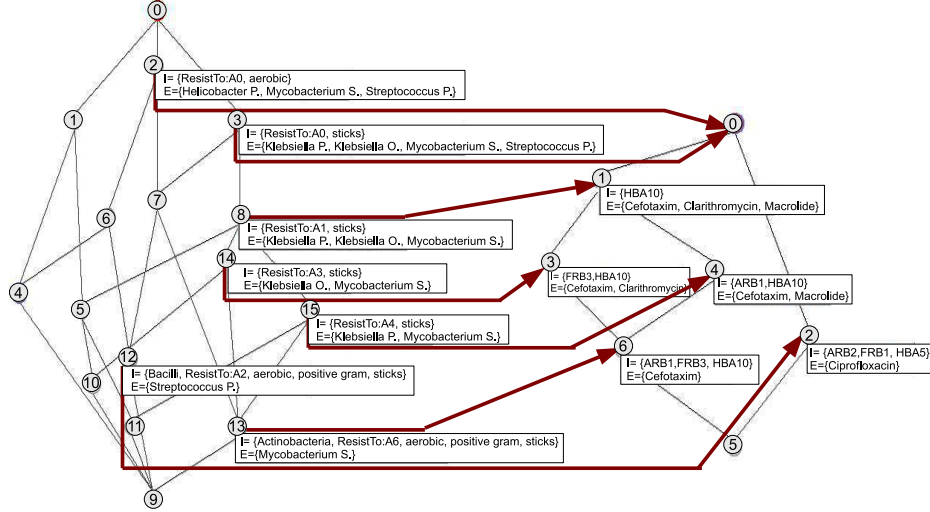 0
2
I= {ResistTo:A0, aerobic}
E={Helicobacter P., Mycobacterium S., Streptococcus P.}
1
3
0
I= {ResistTo:A0, sticks}
E={Klebsiella P., Klebsiella O., Mycobacterium S., Streptococcus P.}
1
I= {HBA10}
E={Cefotaxim, Clarithromycin, Macrolide}
7
6
8
I= {ResistTo:A1, sticks}
E={Klebsiella P., Klebsiella O., Mycobacterium S.}
14
I= {ResistTo:A3, sticks}
E={Klebsiella O., Mycobacterium S.}
3
I= {FRB3,HBA10}
E={Cefotaxim, Clarithromycin}
4
I= {ARB1,HBA10}
E={Cefotaxim, Macrolide}
4
5
15
I= {ResistTo:A4, sticks}
E={Klebsiella P., Mycobacterium S.}
2
I= {ARB2,FRB1, HBA5}
E={Ciprofloxacin}
6
I= {ARB1,FRB3, HBA10}
E={Cefotaxim}
12
I= {Bacilli, ResistTo:A2, aerobic, positive gram, sticks}
E={Streptococcus P.}
10
11
13
I= {Actinobacteria, ResistTo:A6, aerobic, positive gram, sticks}
E={Mycobacterium S.}
5
9